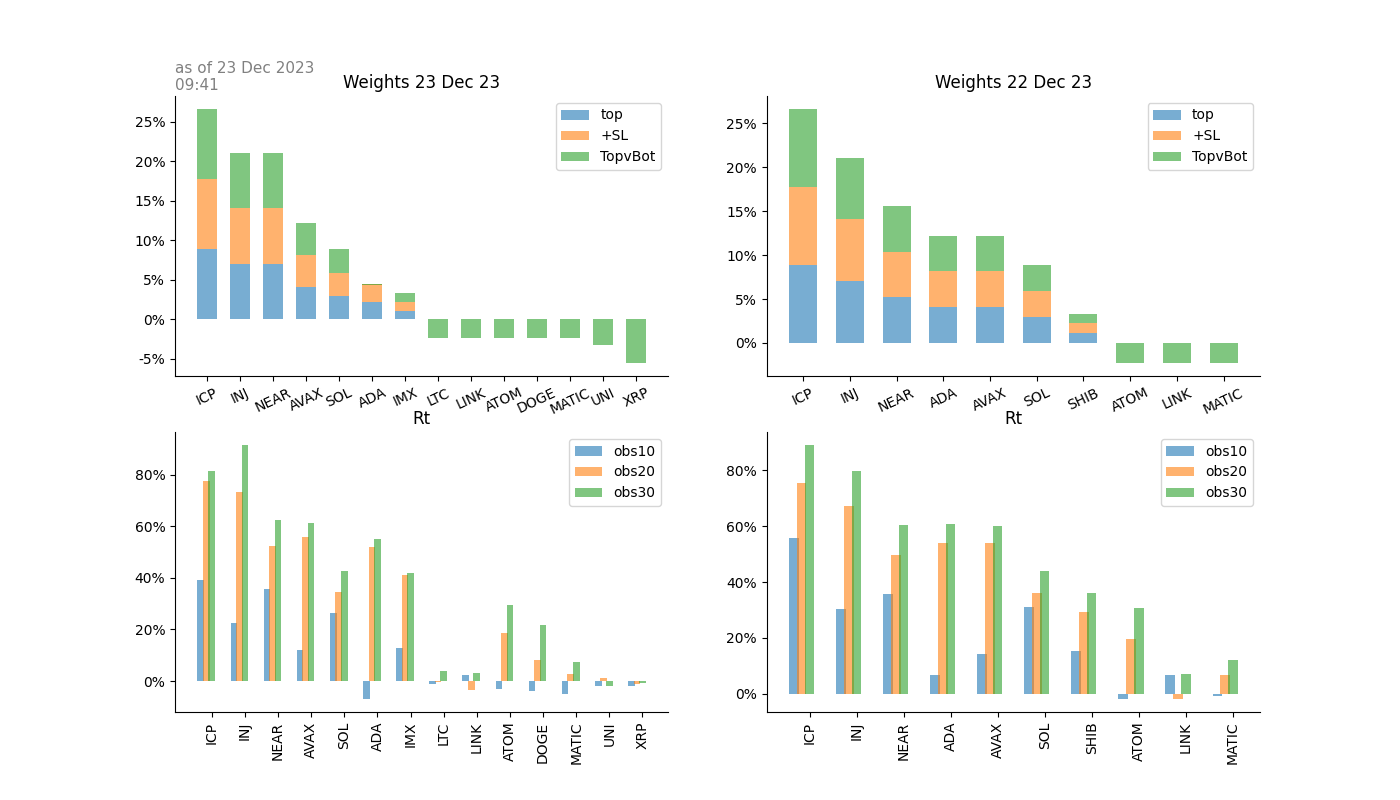 as of 23 Dec 2023
09:41
Weights 23 Dec 23
25%
20%
15%
10%
5%
0%
-5%
top
+SL
TopvBot
ICP INJ NEAR AVAX SOL ADA IMX LTC LINK ATOM DOGE MATIC UNI XRP
Weights 22 Dec 23
25%
20%
15%
10%
5%
0%
top
+SL
TopvBot
ICP INJ NEAR ADA AVAX SOL SHIB ATOM LINK MATIC
Rt
80%
60%
40%
20%
0%
obs10
obs20
obs30
ICP INJ NEAR AVAX SOL ADA IMX LTC LINK ATOM DOGE MATIC UNI XRP
Rt
80%
60%
40%
20%
0%
obs10
obs20
obs30
ICP INJ NEAR ADA AVAX SOL SHIB ATOM LINK MATIC